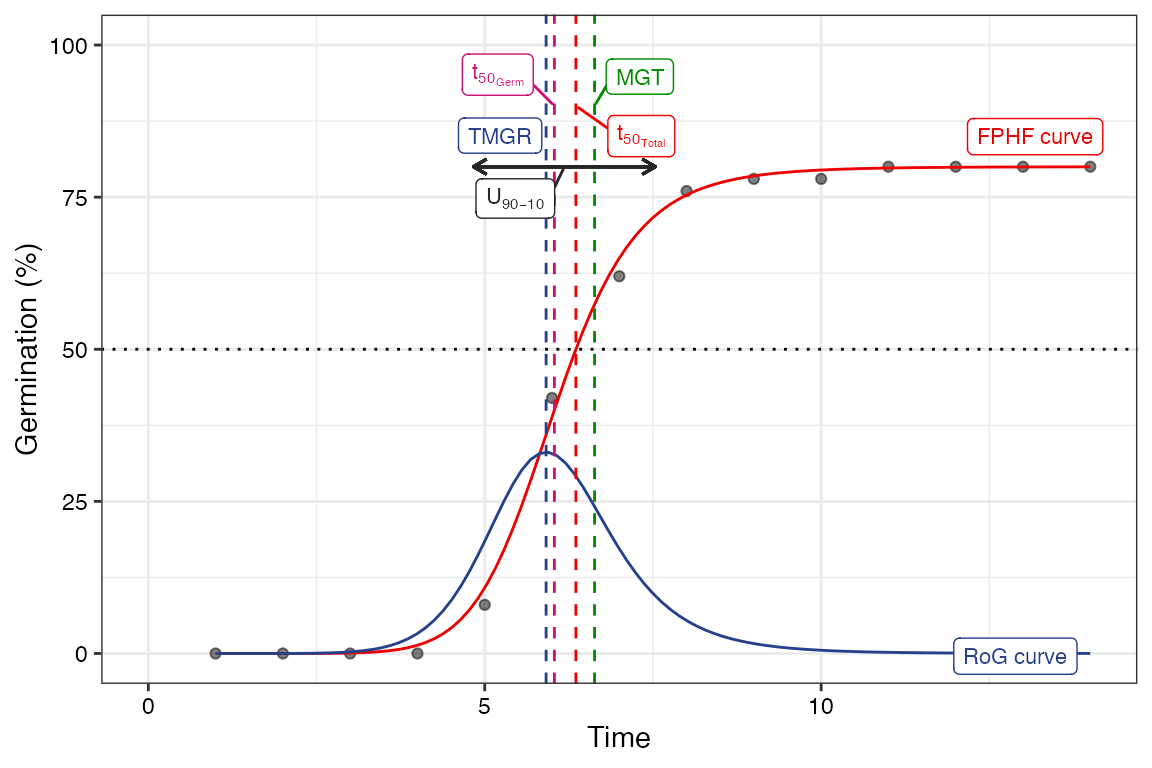 100
75
50
25
0
Germination (%)
t50Germ
MGT
TMGR
t50Total
FPHF curve
U90−10
RoG curve
0 5 10
Time